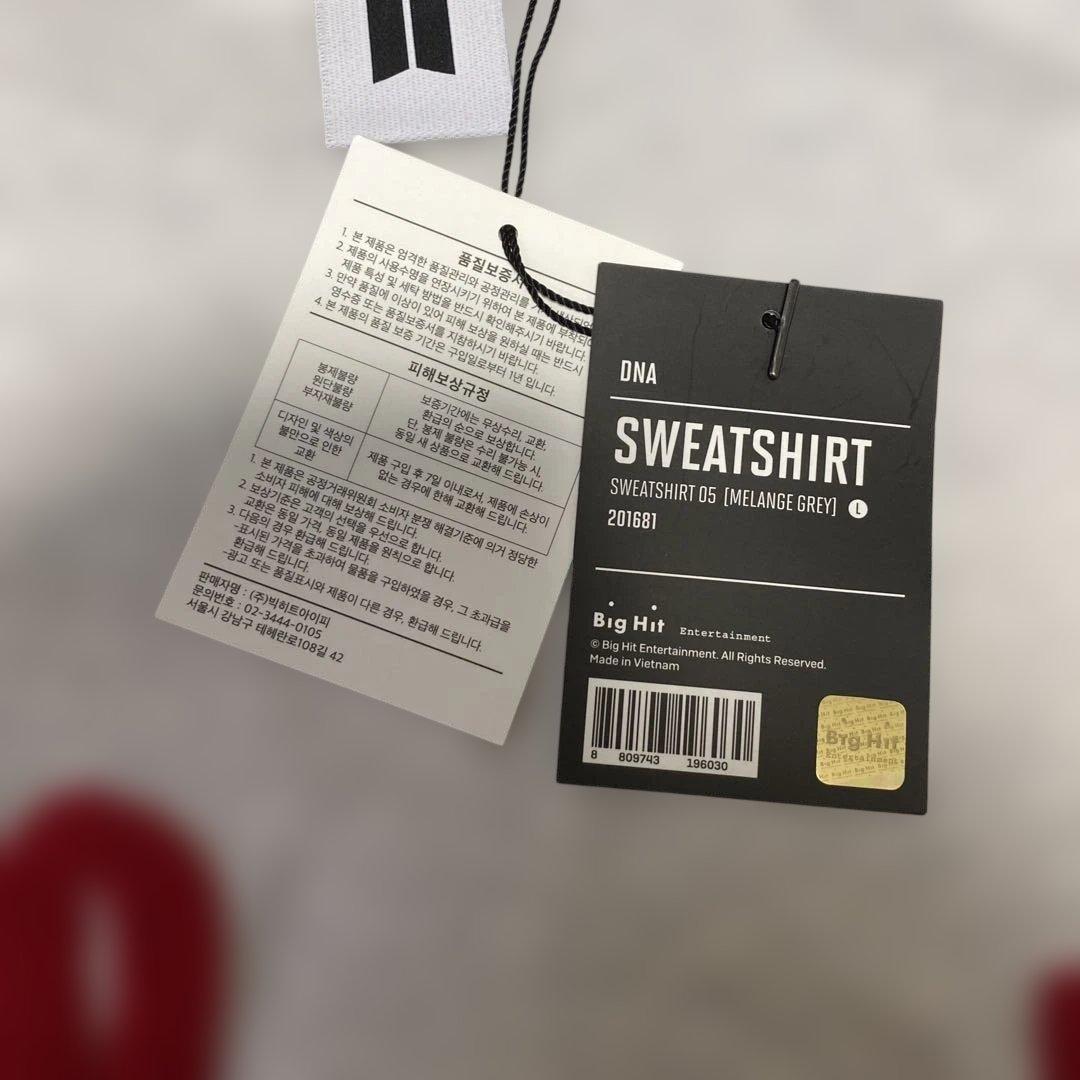 품질보증서
1. 본 제품은 엄격한 품질관리와 공정관리를
2. 제품의 사용수명을 연장시키기 위하여 본 제품에 부착되어
제품 특성 및 세탁 방법을 반드시 확인해주시기 바랍니다.
3. 만약 품질에 이상이 있어 피해 보상을 원하실 때는 반드시
영수증 또는 품질보증서를 지참하시기 바랍니다.
4. 본 제품의 품질 보증 기간은 구입일로부터 1년 입니다.
피해보상규정
봉제불량
원단불량
부자재불량
보증기간에는 무상수리, 교환,
환급의 순으로 보상합니다.
단, 봉제 불량은 수리 불가능 시,
동일 새 상품으로 교환해 드립니다.
디자인 및 색상의
불만으로 인한
교환
제품 구입 후 7일 이내로서, 제품에 손상이
없는 경우에 한해 교환해 드립니다.
1. 본 제품은 공정거래위원회 소비자 분쟁 해결기준에 의거 정당한
소비자 피해에 대해 보상해 드립니다.
2. 보상기준은 고객의 선택을 우선으로 합니다.
교환은 동일 가격, 동일 제품을 원칙으로 합니다.
3. 다음의 경우 환급해 드립니다.
-표시된 가격을 초과하여 물품을 구입하였을 경우, 그 초과금을
환급해 드립니다.
-광고 또는 품질표시와 제품이 다른 경우, 환급해 드립니다.
판매자명 : (주)빅히트아이피
문의번호 : 02-3444-0105
서울시 강남구 테헤란로108길 42
DNA
SWEATSHIRT
SWEATSHIRT 05 [MELANGE GREY] L
201681
Big Hit Entertainment
© Big Hit Entertainment. All Rights Reserved.
Made in Vietnam
8 809743 196030
Big Hit
Entertainment